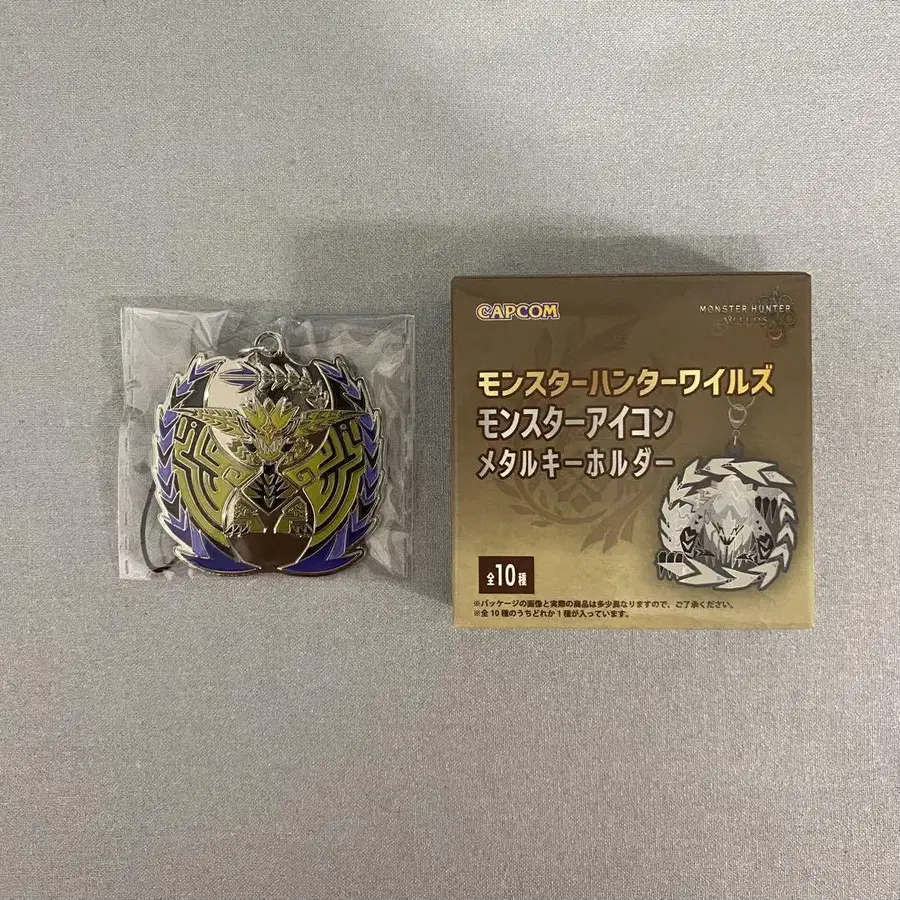 CAPCOM
MONSTER HUNTER
WILDS
モンスターハンターワイルズ
モンスターアイコン
メタルキーホルダー
全10種
※パッケージの画像と実際の商品は多少異なりますので、ご了承ください。
※全10種のうちどれか1種が入っています。